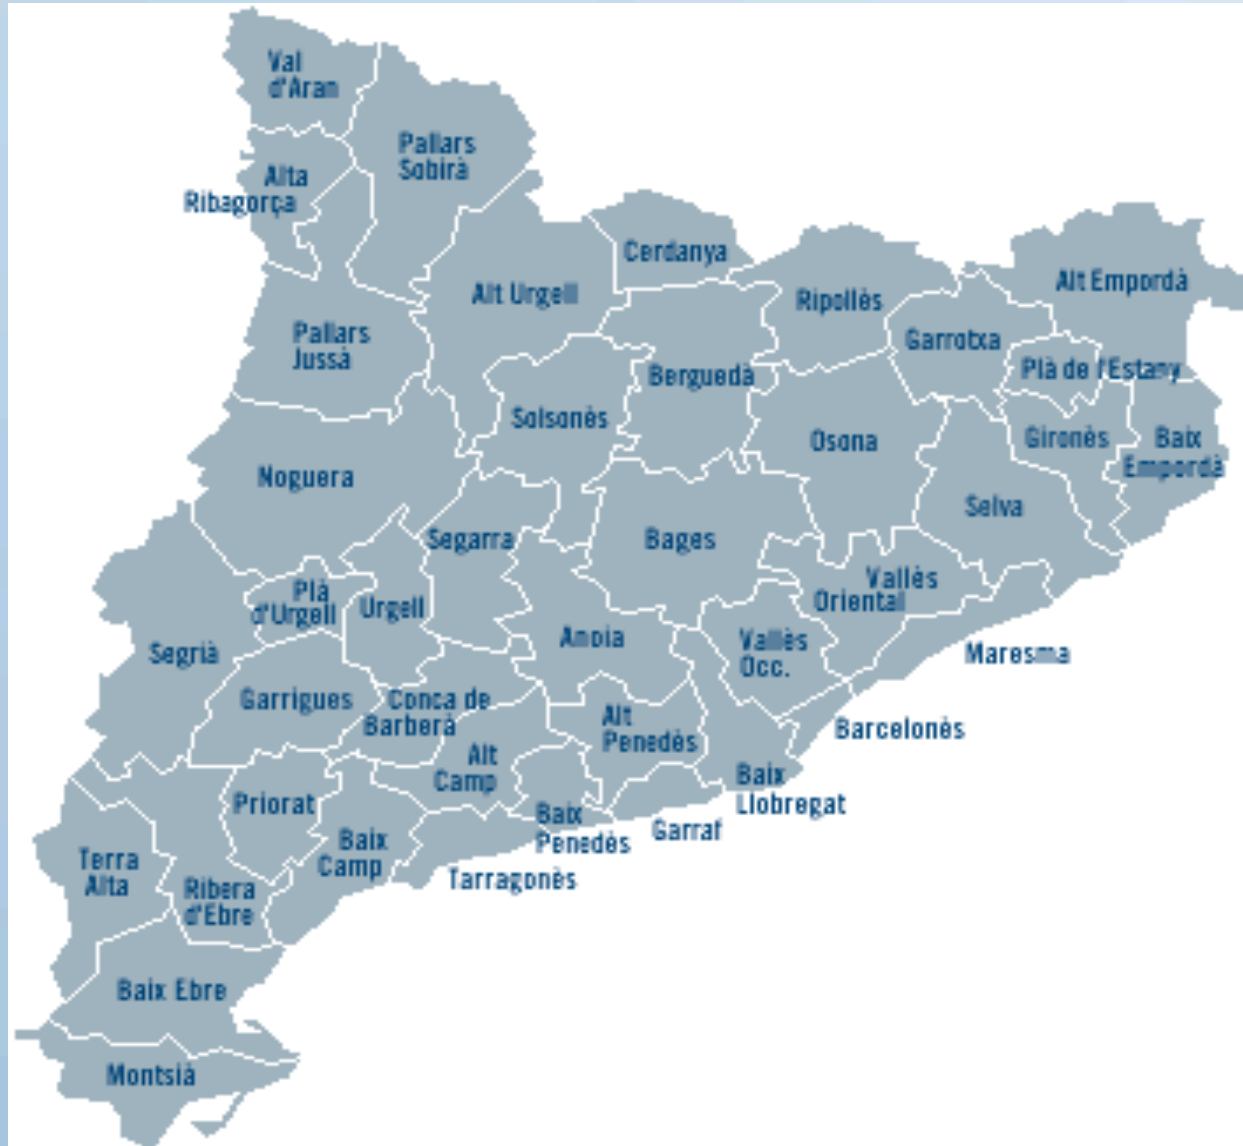 Val
d'Aran
Pallars
Sobirà
Alta
Ribagorça
Cerdanya
Alt Urgell
Ripollès
Alt Empordà
Pallars
Jussà
Garrotxa
Berguedà
Plà de l'Estany
Solsonès
Osona
Gironès
Baix
Empordà
Noguera
Selva
Segarra
Bages
Vallès
Oriental
Plà
d'Urgell
Urgell
Anoia
Vallès
Occ.
Segrià
Maresma
Garrigues
Conca de
Barberà
Alt
Penedès
Barcelonès
Alt
Camp
Baix
Llobregat
Priorat
Baix
Penedès
Garraf
Baix
Camp
Tarragonès
Terra
Alta
Ribera
d'Ebre
Baix Ebre
Montsià